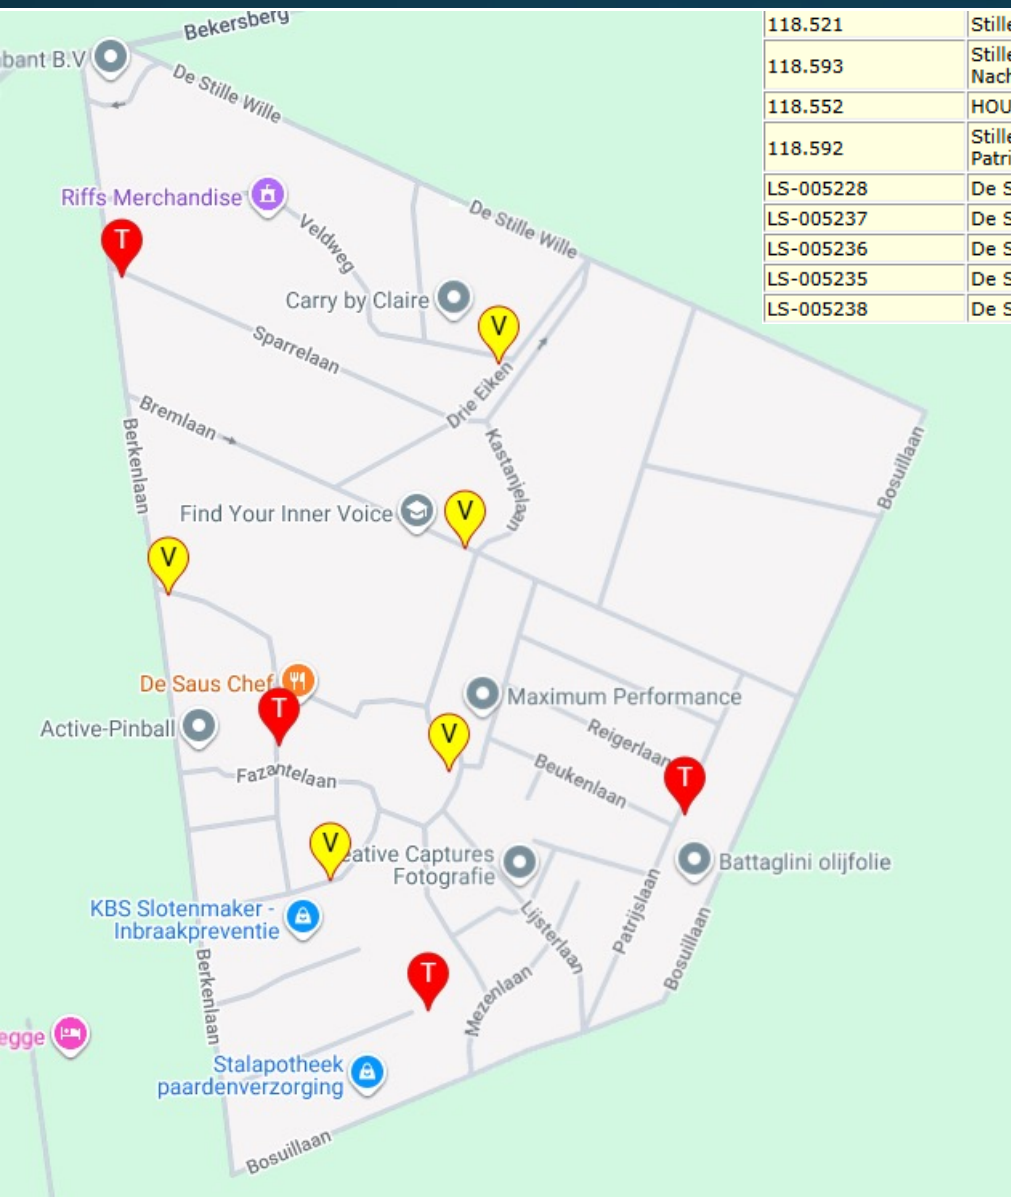 Bekersberg
bant B.V
De Stille Wille
Riffs Merchandise
T
Veldweg
De Stille Wille
Carry by Claire
V
Sparrelaan
Drie Eiken
Bremlaan
Kastanjelaan
Berkenlaan
Bosuillaan
Find Your Inner Voice
V
V
De Saus Chef
T
Active-Pinball
Maximum Performance
V
Reigerlaan
Fazantelaan
Beukenlaan
T
V
eative Captures
Fotografie
Battaglini olijfolie
KBS Slotenmaker -
Inbraakpreventie
Lijsterlaan
Patrijslaan
Bosuillaan
Berkenlaan
T
Mezenlaan
egge
Stalapotheek
paardenverzorging
Bosuillaan
118.521 Stille
118.593 Stille
Nach
118.552 HOU
118.592 Stille
Patri
LS-005228 De S
LS-005237 De S
LS-005236 De S
LS-005235 De S
LS-005238 De S